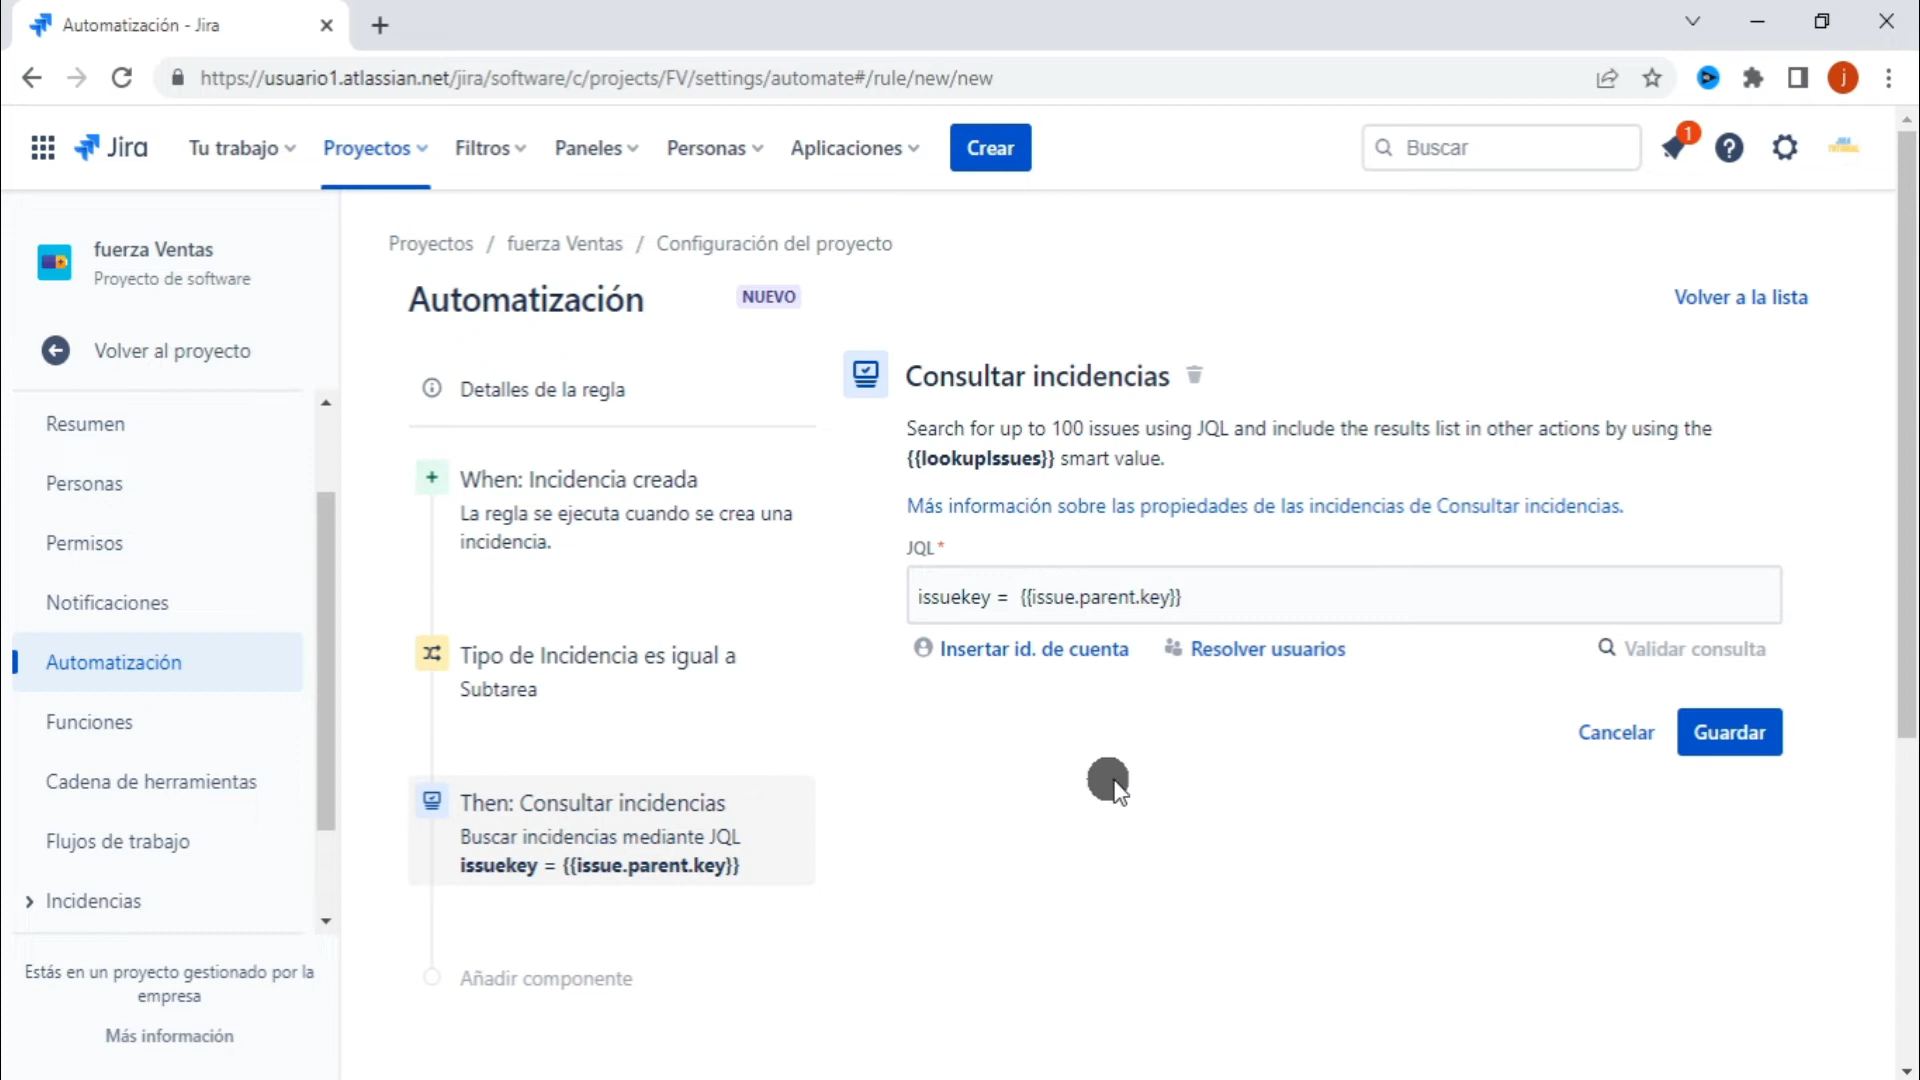 Automatización - Jira
https://usuario1.atlassian.net/jira/software/c/projects/FV/settings/automate#/rule/new/new
j
Jira
Tu trabajo
Proyectos
Filtros
Paneles
Personas
Aplicaciones
Crear
Buscar
1
fuerza Ventas
Proyecto de software
Volver al proyecto
Resumen
Personas
Permisos
Notificaciones
Automatización
Funciones
Cadena de herramientas
Flujos de trabajo
Incidencias
Estás en un proyecto gestionado por la
empresa
Más información
Proyectos / fuerza Ventas / Configuración del proyecto
Automatización
NUEVO
Volver a la lista
Detalles de la regla
When: Incidencia creada
La regla se ejecuta cuando se crea una
incidencia.
Tipo de Incidencia es igual a
Subtarea
Then: Consultar incidencias
Buscar incidencias mediante JQL
issuekey = {{issue.parent.key}}
Añadir componente
Consultar incidencias
Search for up to 100 issues using JQL and include the results list in other actions by using the
{{lookupIssues}} smart value.
Más información sobre las propiedades de las incidencias de Consultar incidencias.
JQL*
issuekey = {{issue.parent.key}}
Insertar id. de cuenta
Resolver usuarios
Validar consulta
Cancelar
Guardar